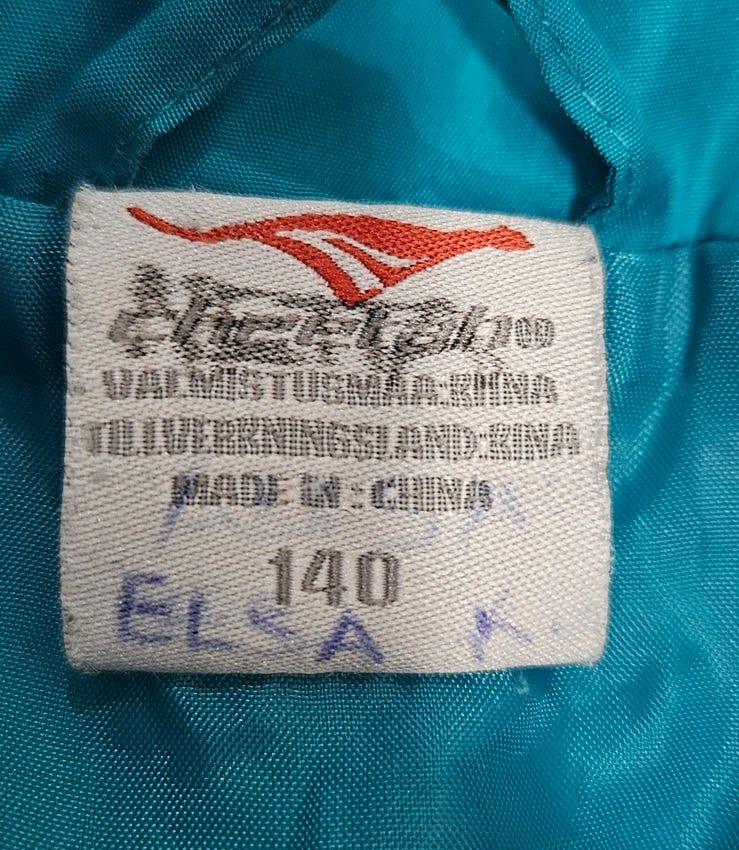 cheetah
VALMISTUSMAA:KIINA
TILLVERKNINGSLAND:KINA
MADE IN : CHINA
140
ELSA K.